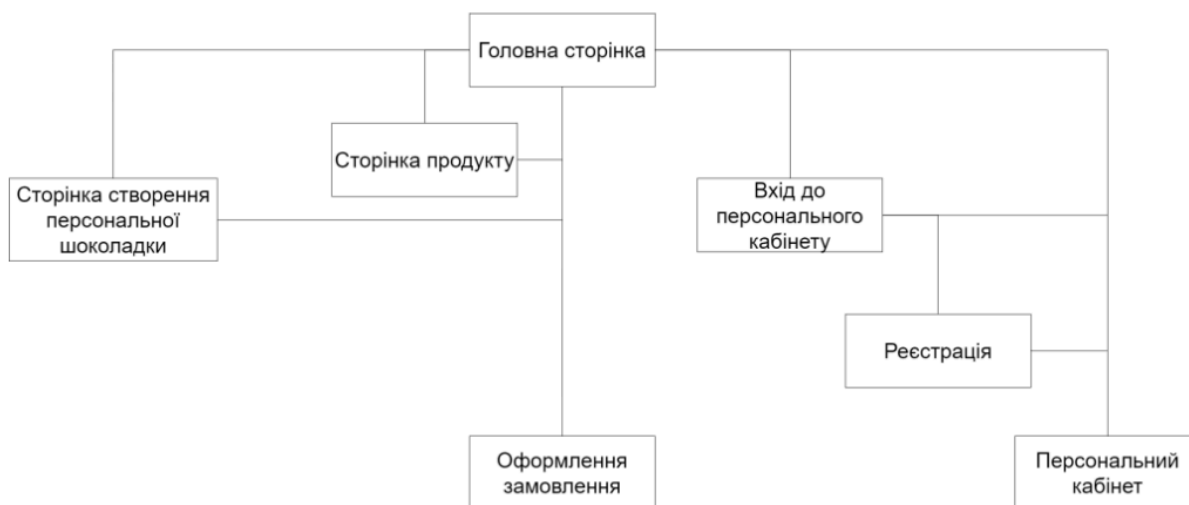 Головна сторінка
Сторінка продукту
Сторінка створення
персональної
шоколадки
Вхід до
персонального
кабінету
Реєстрація
Оформлення
замовлення
Персональний
кабінет